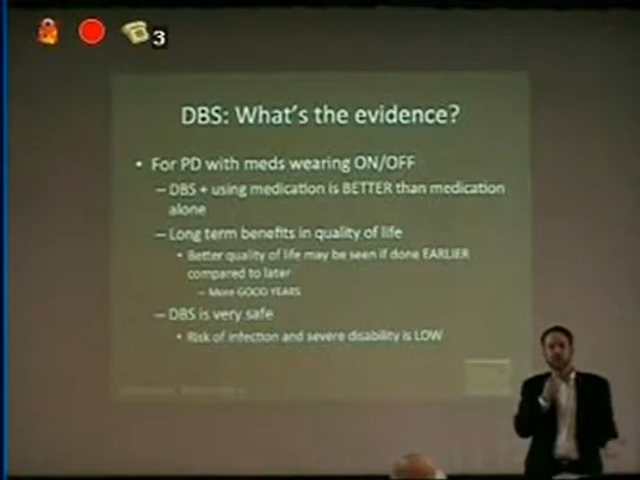 3
DBS: What's the evidence?
• For PD with meds wearing ON/OFF
– DBS + using medication is BETTER than medication
alone
– Long term benefits in quality of life
• Better quality of life may be seen if done EARLIER
compared to later
– More GOOD YEARS
– DBS is very safe
• Risk of infection and severe disability is LOW